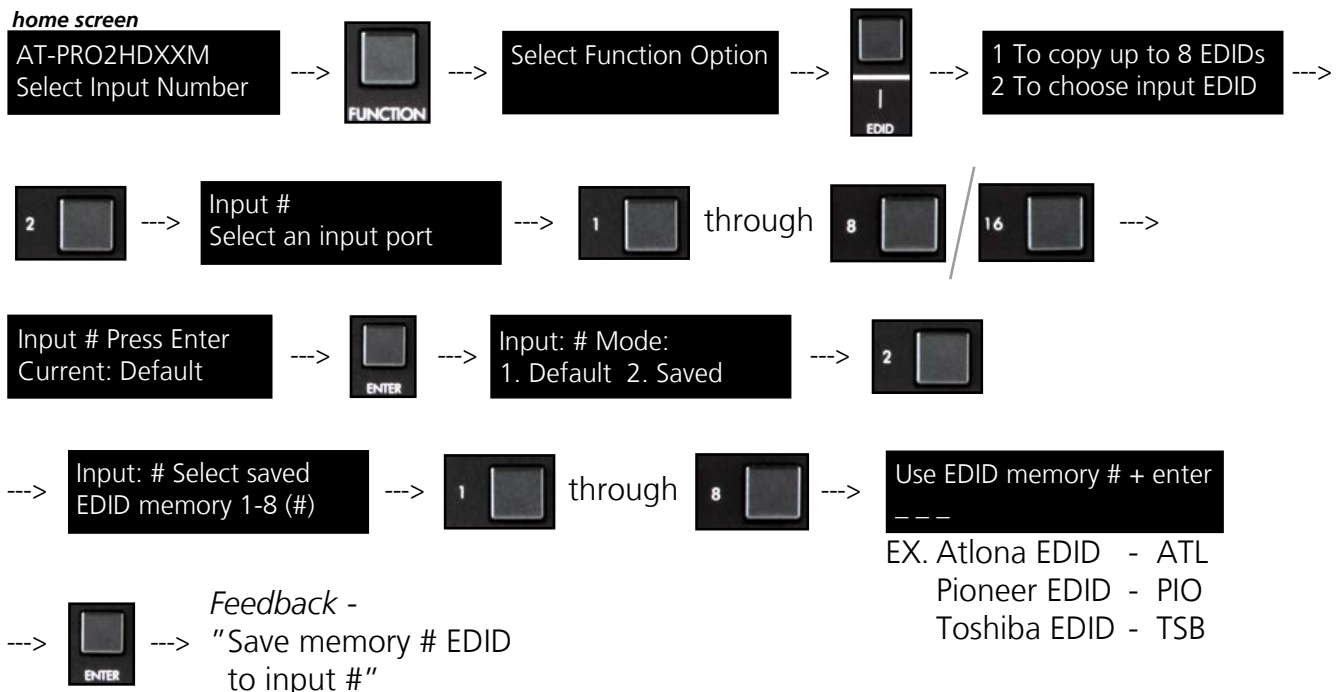 home screen
AT-PRO2HDXXM
Select Input Number
--->
FUNCTION
--->
Select Function Option
--->
I
EDID
--->
1 To copy up to 8 EDIDs
2 To choose input EDID
--->
2
--->
Input #
Select an input port
--->
1
through
8
/
16
--->
Input # Press Enter
Current: Default
--->
ENTER
--->
Input: # Mode:
1. Default 2. Saved
--->
2
--->
Input: # Select saved
EDID memory 1-8 (#)
--->
1
through
8
--->
Use EDID memory # + enter
_ _ _
EX. Atlona EDID - ATL
Pioneer EDID - PIO
Toshiba EDID - TSB
--->
ENTER
--->
Feedback -
"Save memory # EDID
to input #"